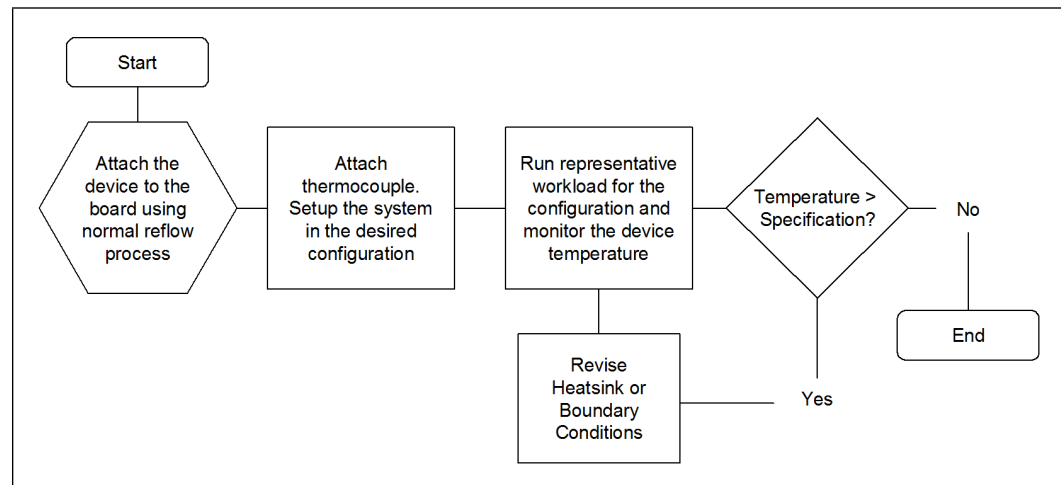 Start
Attach the
device to the
board using
normal reflow
process
Attach
thermocouple.
Setup the system
in the desired
configuration
Run representative
workload for the
configuration and
monitor the device
temperature
Temperature >
Specification?
No
End
Yes
Revise
Heatsink or
Boundary
Conditions